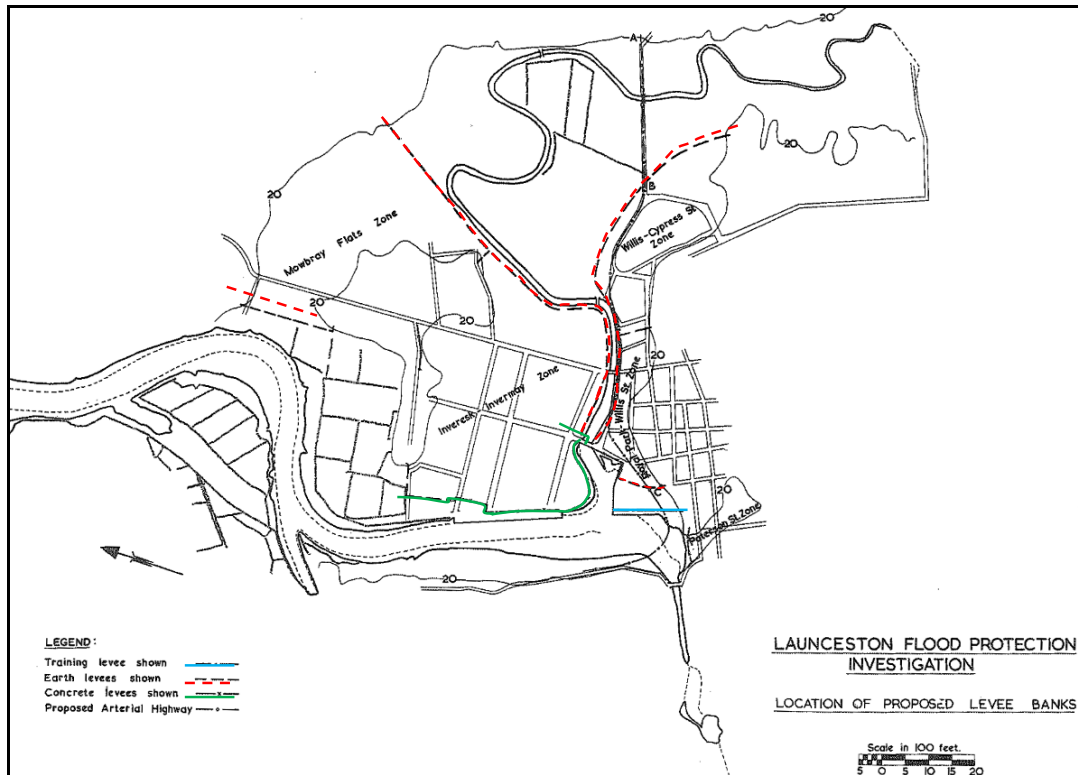 20
A
20
20
B
Willis-Cypress St
Zone
Mowbray Flats Zone
20
20
20
Inveresk Invermay Zone
Willis St Zone
C
20
Paterson St Zone
20
LEGEND:
Training levee shown
Earth levees shown
Concrete levees shown
Proposed Arterial Highway
LAUNCESTON FLOOD PROTECTION
INVESTIGATION
LOCATION OF PROPOSED LEVEE BANKS
Scale in 100 feet.
5 0 5 10 15 20